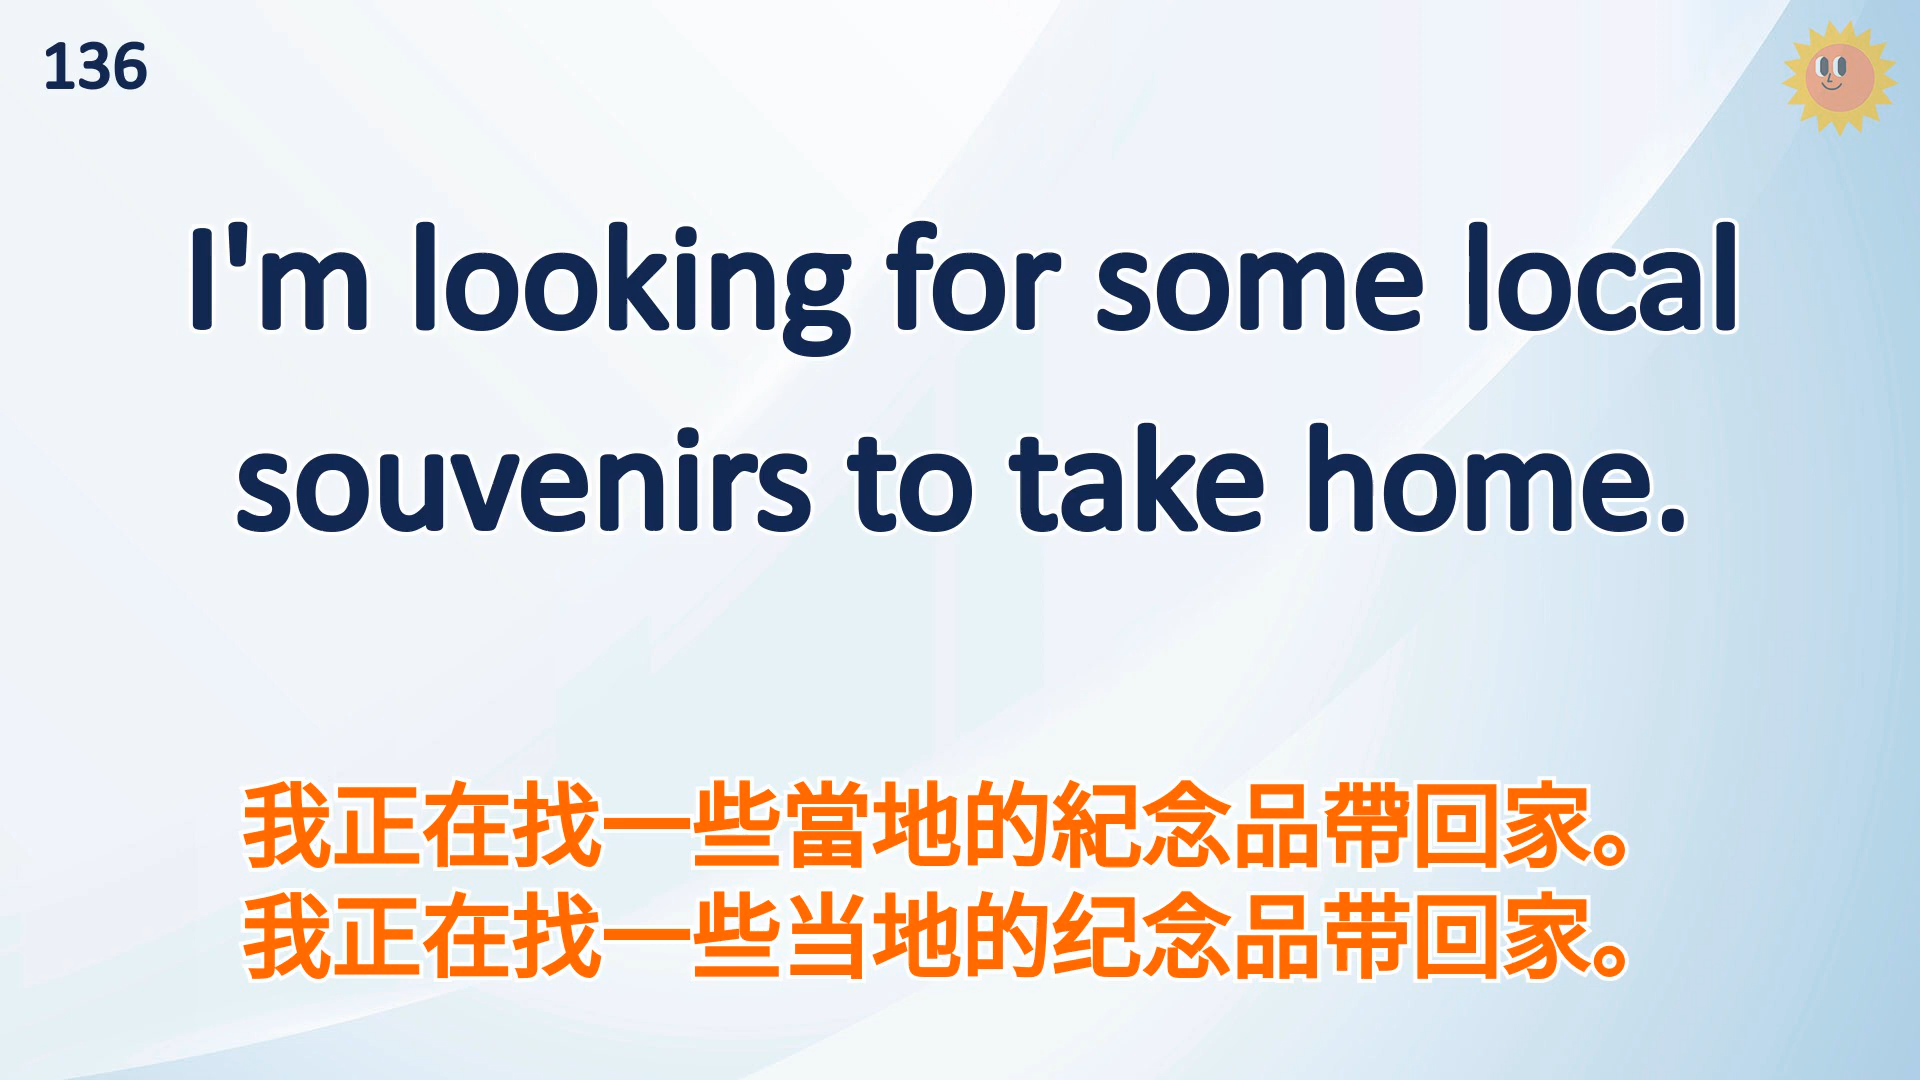 136
I'm looking for some local
souvenirs to take home.
我正在找一些當地的紀念品帶回家。
我正在找一些当地的纪念品带回家。